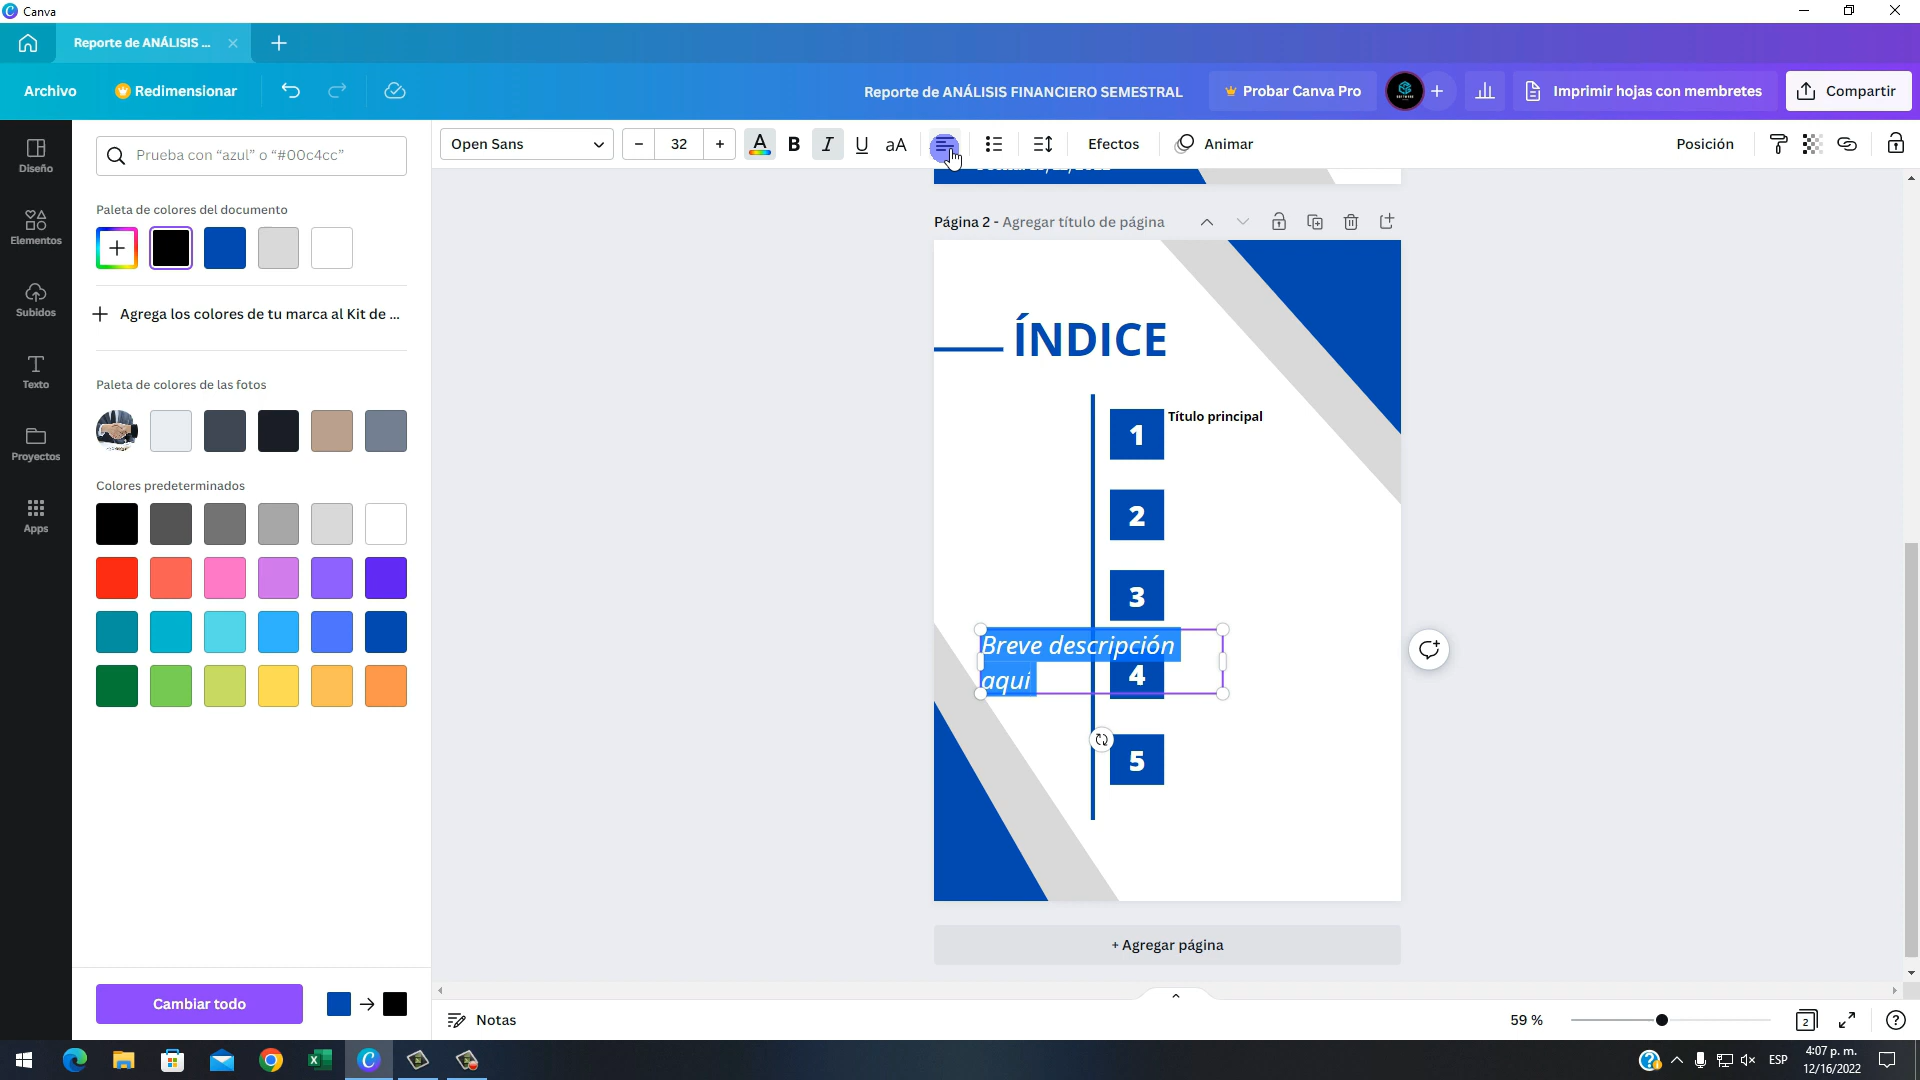 Canva
Reporte de ANÁLISIS ...
Archivo
Redimensionar
Reporte de ANÁLISIS FINANCIERO SEMESTRAL
Probar Canva Pro
Imprimir hojas con membretes
Compartir
Diseño
Elementos
Subidos
Texto
Proyectos
Apps
Prueba con “azul” o “#00c4cc”
Paleta de colores del documento
Agrega los colores de tu marca al Kit de ...
Paleta de colores de las fotos
Colores predeterminados
Cambiar todo
Open Sans
32
A
B
I
U
aA
Efectos
Animar
Posición
Página 2 - Agregar título de página
ÍNDICE
1
Título principal
2
3
Breve descripción
aquí
4
5
+ Agregar página
Notas
59 %
2
ESP
4:07 p. m.
12/16/2022